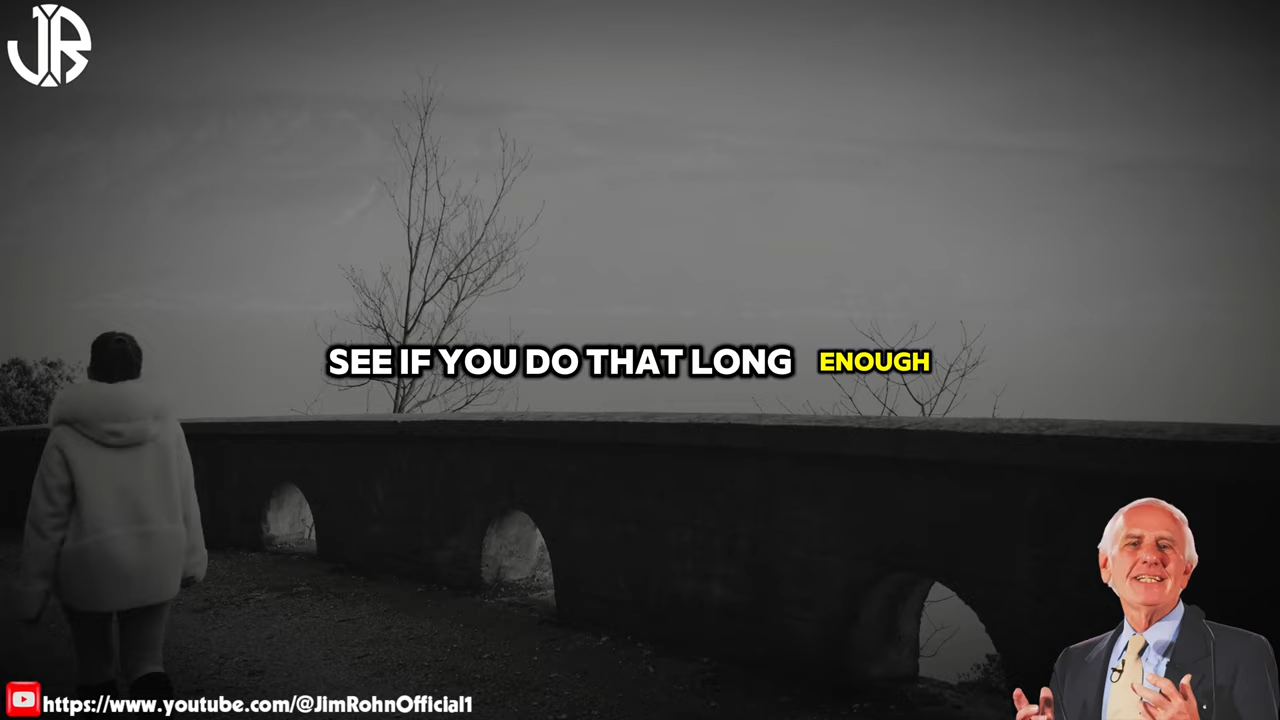 JR
SEE IF YOU DO THAT LONG ENOUGH
https://www.youtube.com/@JimRohnOfficial1